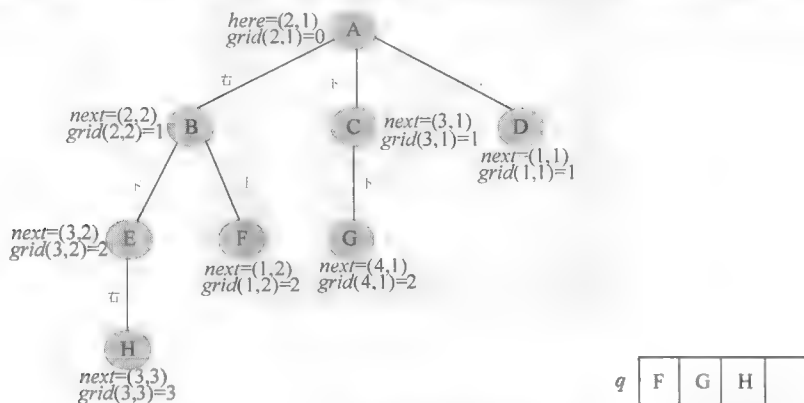 here=(2,1)
grid(2,1)=0
A
右
下
next=(2,2)
grid(2,2)=1
B
C
next=(3,1)
grid(3,1)=1
D
next=(1,1)
grid(1,1)=1
下
下
next=(3,2)
grid(3,2)=2
E
F
G
next=(1,2)
grid(1,2)=2
next=(4,1)
grid(4,1)=2
右
H
next=(3,3)
grid(3,3)=3
q F G H